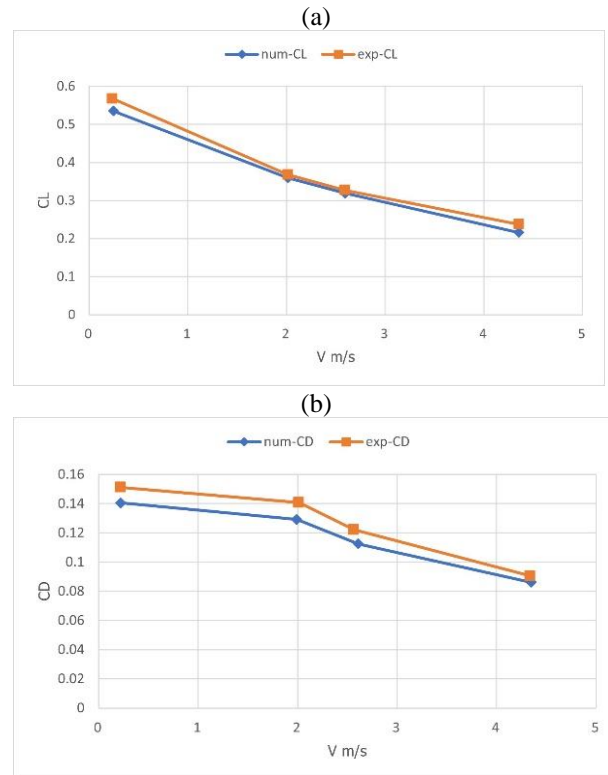 (a)
num-CL exp-CL
0.6
0.5
0.4
0.3
0.2
0.1
0
CL
0 1 2 3 4 5
V m/s
(b)
num-CD exp-CD
0.16
0.14
0.12
0.1
0.08
0.06
0.04
0.02
0
CD
0 1 2 3 4 5
V m/s